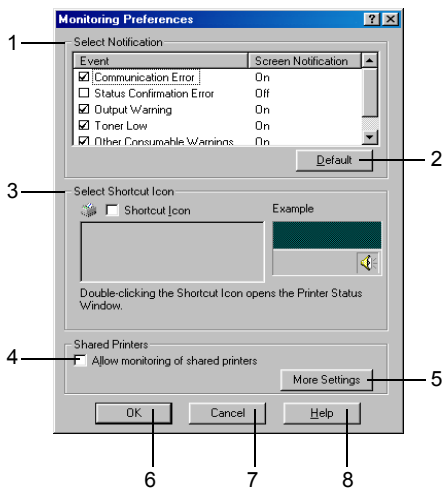 Monitoring Preferences
1
Select Notification
Event Screen Notification
Communication Error On
Status Confirmation Error Off
Output Warning On
Toner Low On
Other Consumable Warnings On
Default
2
3
Select Shortcut Icon
Shortcut Icon
Example
Double-clicking the Shortcut Icon opens the Printer Status
Window.
Shared Printers
4
Allow monitoring of shared printers
More Settings
5
OK Cancel Help
6 7 8